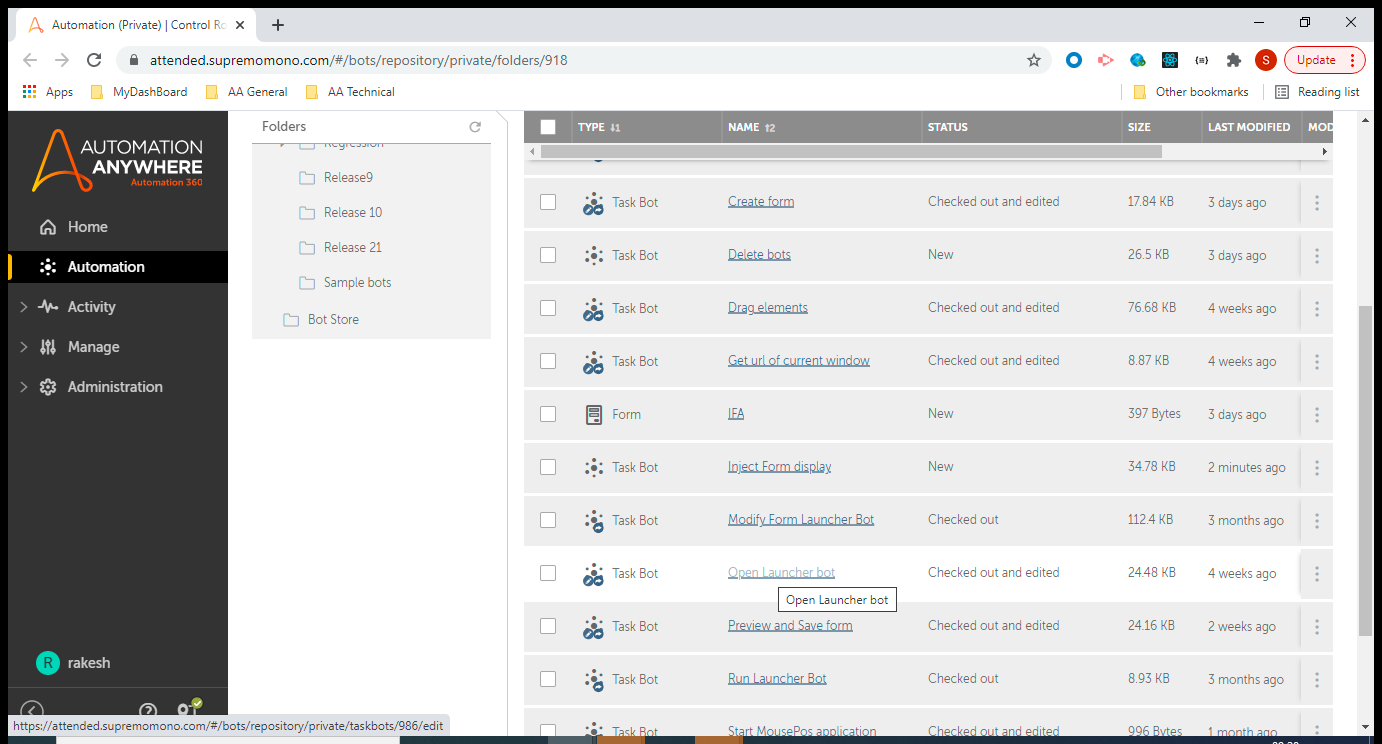 Automation (Private) | Control Ro
attended.supremomono.com/#/bots/repository/private/folders/918
S
Update
Apps
MyDashBoard
AA General
AA Technical
Other bookmarks
Reading list
AUTOMATION
ANYWHERE
Automation 360
Home
Automation
Activity
Manage
Administration
R rakesh
Folders
Regression
Release9
Release 10
Release 21
Sample bots
Bot Store
TYPE NAME STATUS SIZE LAST MODIFIED MOD
Task Bot Create form Checked out and edited 17.84 KB 3 days ago
Task Bot Delete bots New 26.5 KB 3 days ago
Task Bot Drag elements Checked out and edited 76.68 KB 4 weeks ago
Task Bot Get url of current window Checked out and edited 8.87 KB 4 weeks ago
Form IFA New 397 Bytes 3 days ago
Task Bot Inject Form display New 34.78 KB 2 minutes ago
Task Bot Modify Form Launcher Bot Checked out 112.4 KB 3 months ago
Task Bot Open Launcher bot Checked out and edited 24.48 KB 4 weeks ago
Open Launcher bot
Task Bot Preview and Save form Checked out and edited 24.16 KB 2 weeks ago
Task Bot Run Launcher Bot Checked out 8.93 KB 3 months ago
Task Bot Start MousePos application Checked out and edited 996 Bytes 1 month ago
https://attended.supremomono.com/#/bots/repository/private/taskbots/986/edit